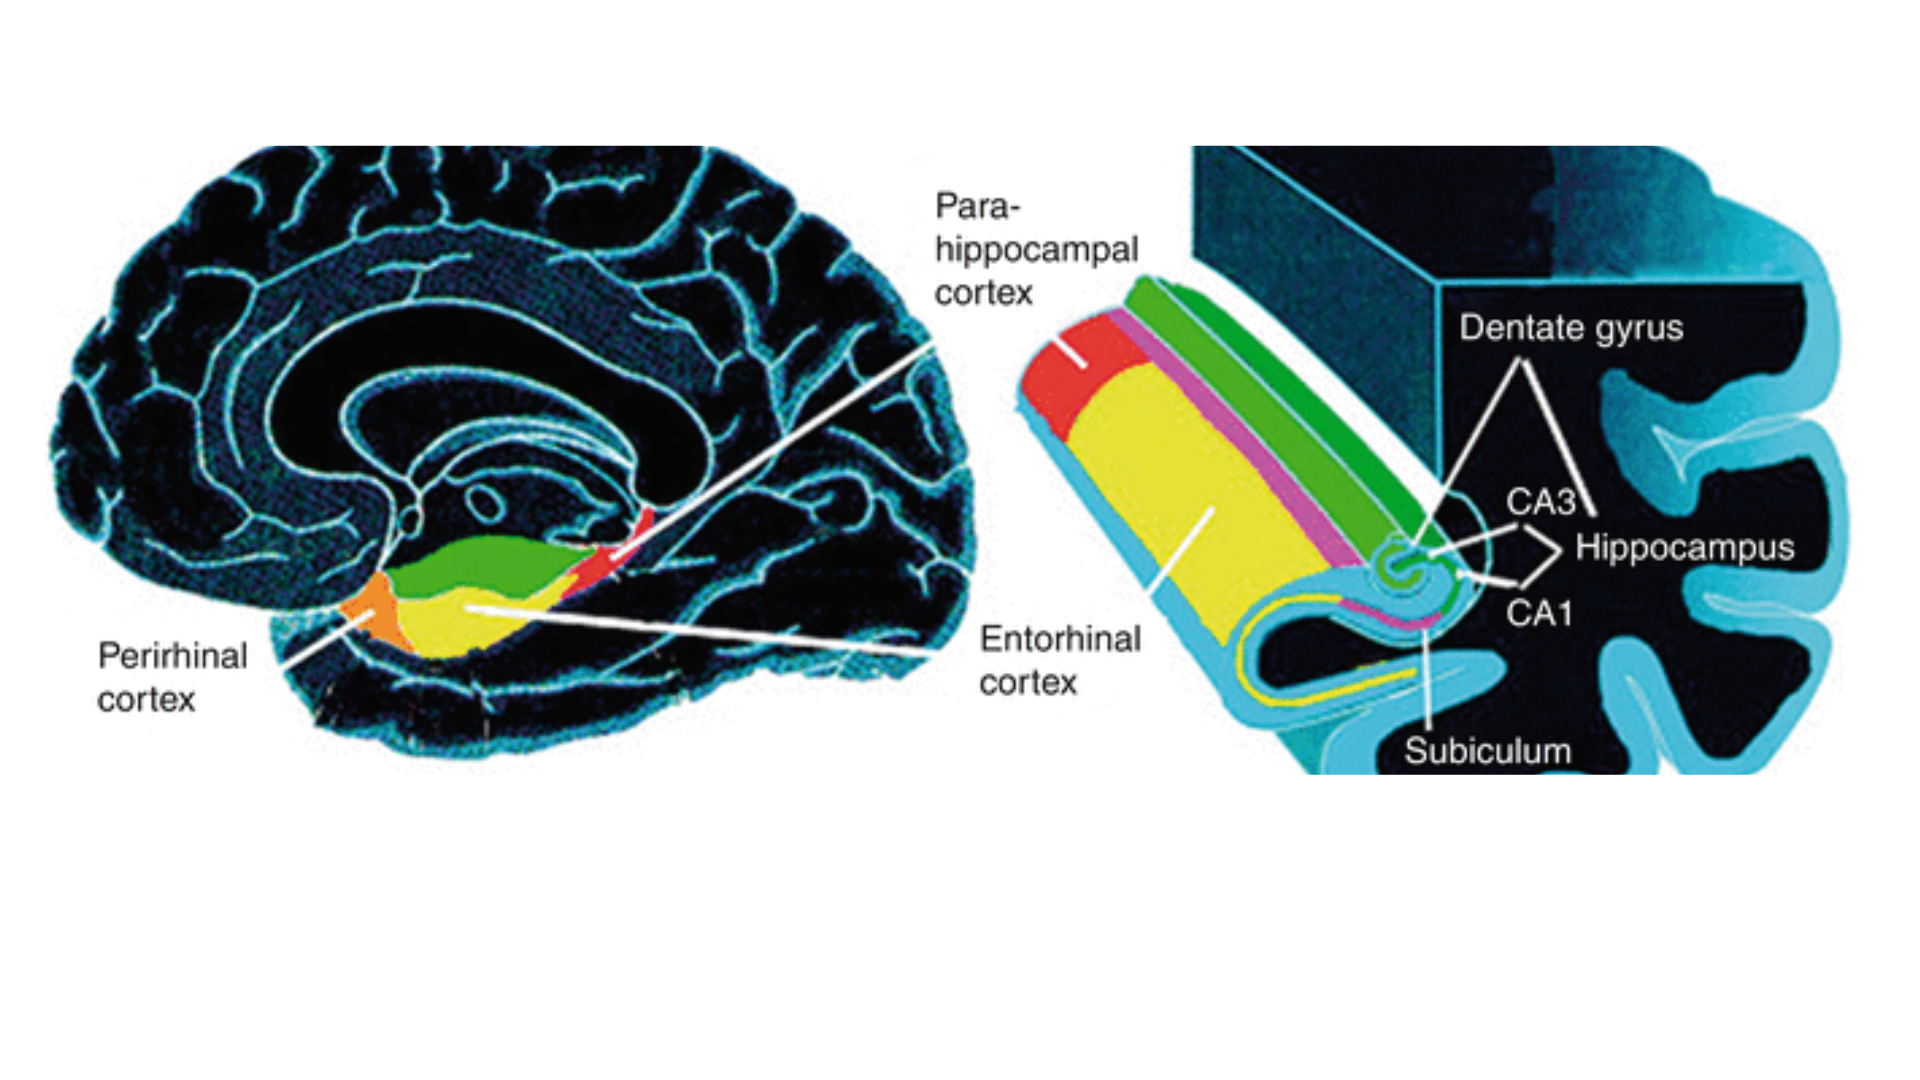 Para-
hippocampal
cortex
Perirhinal
cortex
Entorhinal
cortex
Dentate gyrus
CA3
Hippocampus
CA1
Subiculum